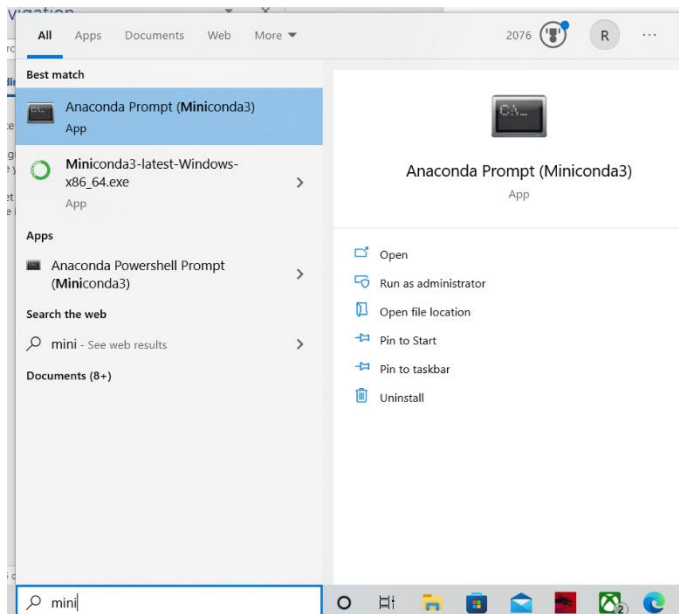 vigation
All Apps Documents Web More 2076 R ...
Best match
Anaconda Prompt (Miniconda3)
App
Miniconda3-latest-Windows-
x86_64.exe
App
Apps
Anaconda Powershell Prompt
(Miniconda3)
Search the web
mini - See web results
Documents (8+)
Anaconda Prompt (Miniconda3)
App
Open
Run as administrator
Open file location
Pin to Start
Pin to taskbar
Uninstall
mini
2